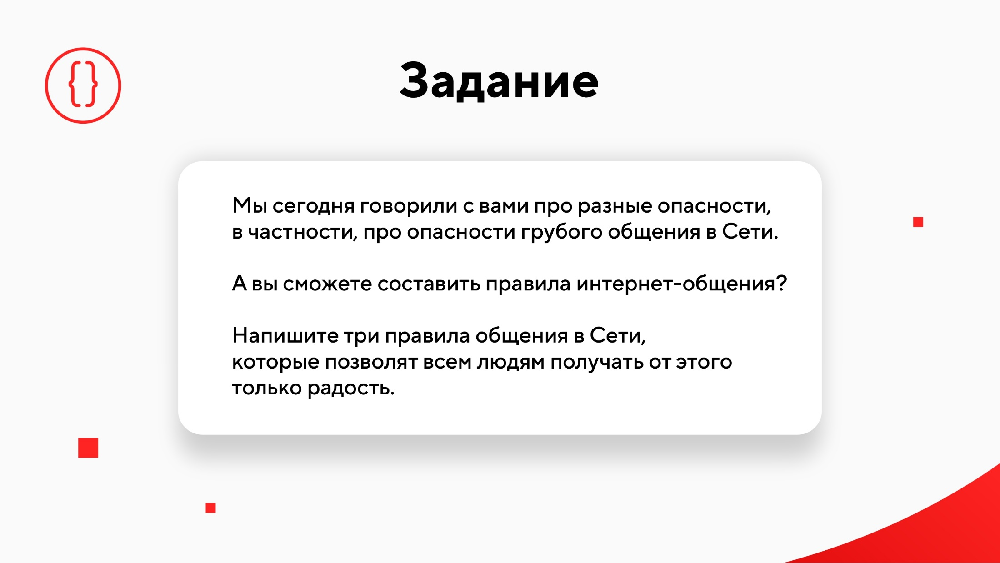 {}
Задание
Мы сегодня говорили с вами про разные опасности,
в частности, про опасности грубого общения в Сети.
А вы сможете составить правила интернет-общения?
Напишите три правила общения в Сети,
которые позволят всем людям получать от этого
только радость.